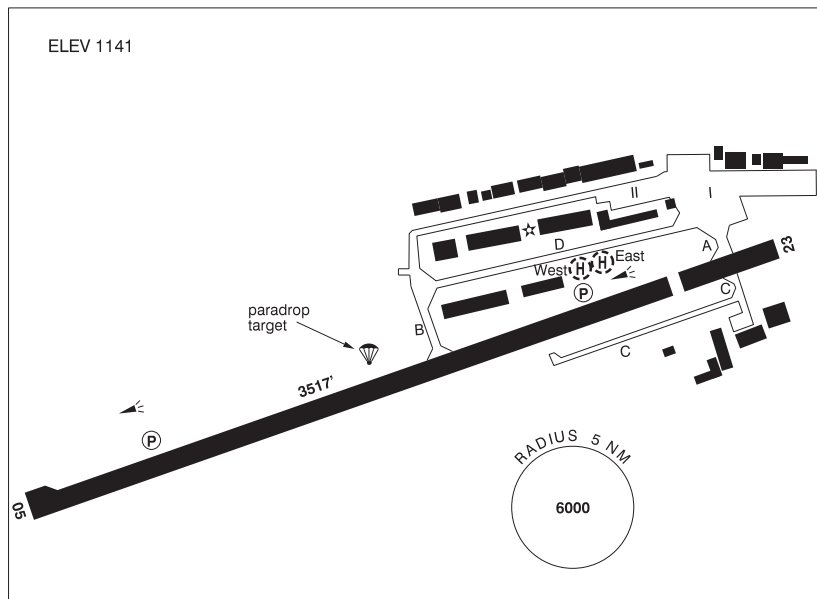 ELEV 1141
II
I
23
D
A
West
H
H
East
P
C
paradrop
target
B
C
3517'
P
05
RADIUS 5 NM
6000